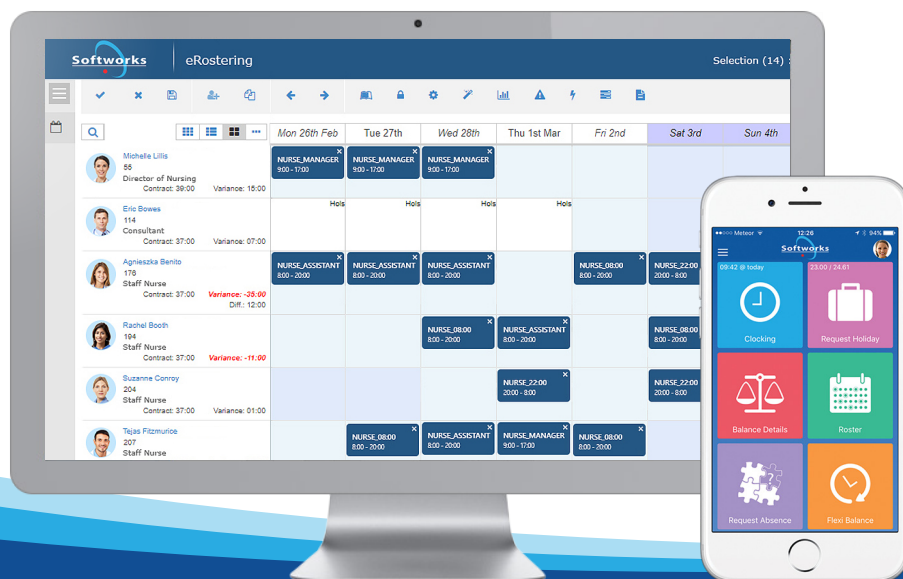 Softworks eRostering Selection (14)
Mon 26th Feb Tue 27th Wed 28th Thu 1st Mar Fri 2nd Sat 3rd Sun 4th
Michelle Lillis
55
Director of Nursing
Contract: 39:00 Variance: 15:00
NURSE_MANAGER NURSE_MANAGER NURSE_MANAGER
9:00 - 17:00 9:00 - 17:00 9:00 - 17:00
Eric Bowes
114
Consultant
Contract: 37:00 Variance: 07:00
Hols Hols Hols Hols
Agnieszka Benito
176
Staff Nurse
Contract: 37:00 Variance: -35:00
Diff.: 12:00
NURSE_ASSISTANT NURSE_ASSISTANT NURSE_ASSISTANT NURSE_08:00 NURSE_22:00
8:00 - 20:00 8:00 - 20:00 8:00 - 20:00 8:00 - 20:00 20:00 - 8:00
Rachel Booth
194
Staff Nurse
Contract: 37:00 Variance: -11:00
NURSE_08:00 NURSE_ASSISTANT NURSE_08:00
8:00 - 20:00 8:00 - 20:00 8:00 - 20:00
Suzanne Conroy
204
Staff Nurse
Contract: 37:00 Variance: 01:00
NURSE_22:00 NURSE_22:00
20:00 - 8:00 20:00 - 8:00
Tejas Fitzmurice
207
Staff Nurse
NURSE_08:00 NURSE_ASSISTANT NURSE_MANAGER NURSE_08:00
8:00 - 20:00 8:00 - 20:00 9:00 - 17:00 8:00 - 20:00
Meteor 12:26 94%
Softworks
09:42 @ today 23.00 / 24.61
Clocking Request Holiday
Balance Details Roster
Request Absence Flexi Balance